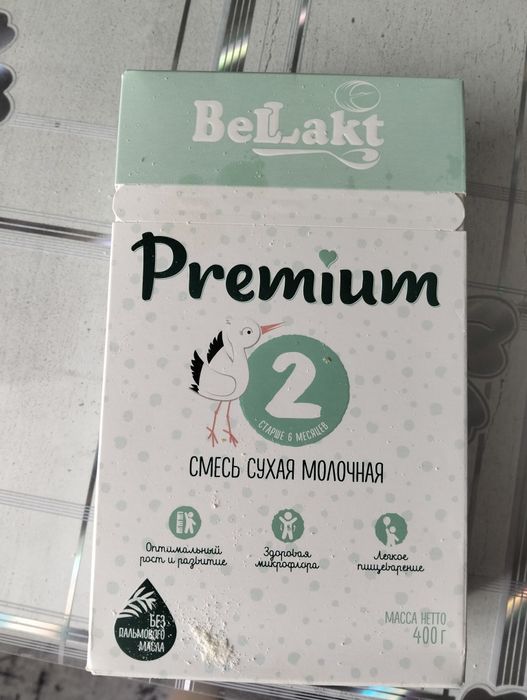 BeLLakt
Premium
2
СТАРШЕ 6 МЕСЯЦЕВ
СМЕСЬ СУХАЯ МОЛОЧНАЯ
Оптимальный
рост и развитие
Здоровая
микрофлора
Легкое
пищеварение
БЕЗ
ПАЛЬМОВОГО
МАСЛА
МАССА НЕТТО
400 г